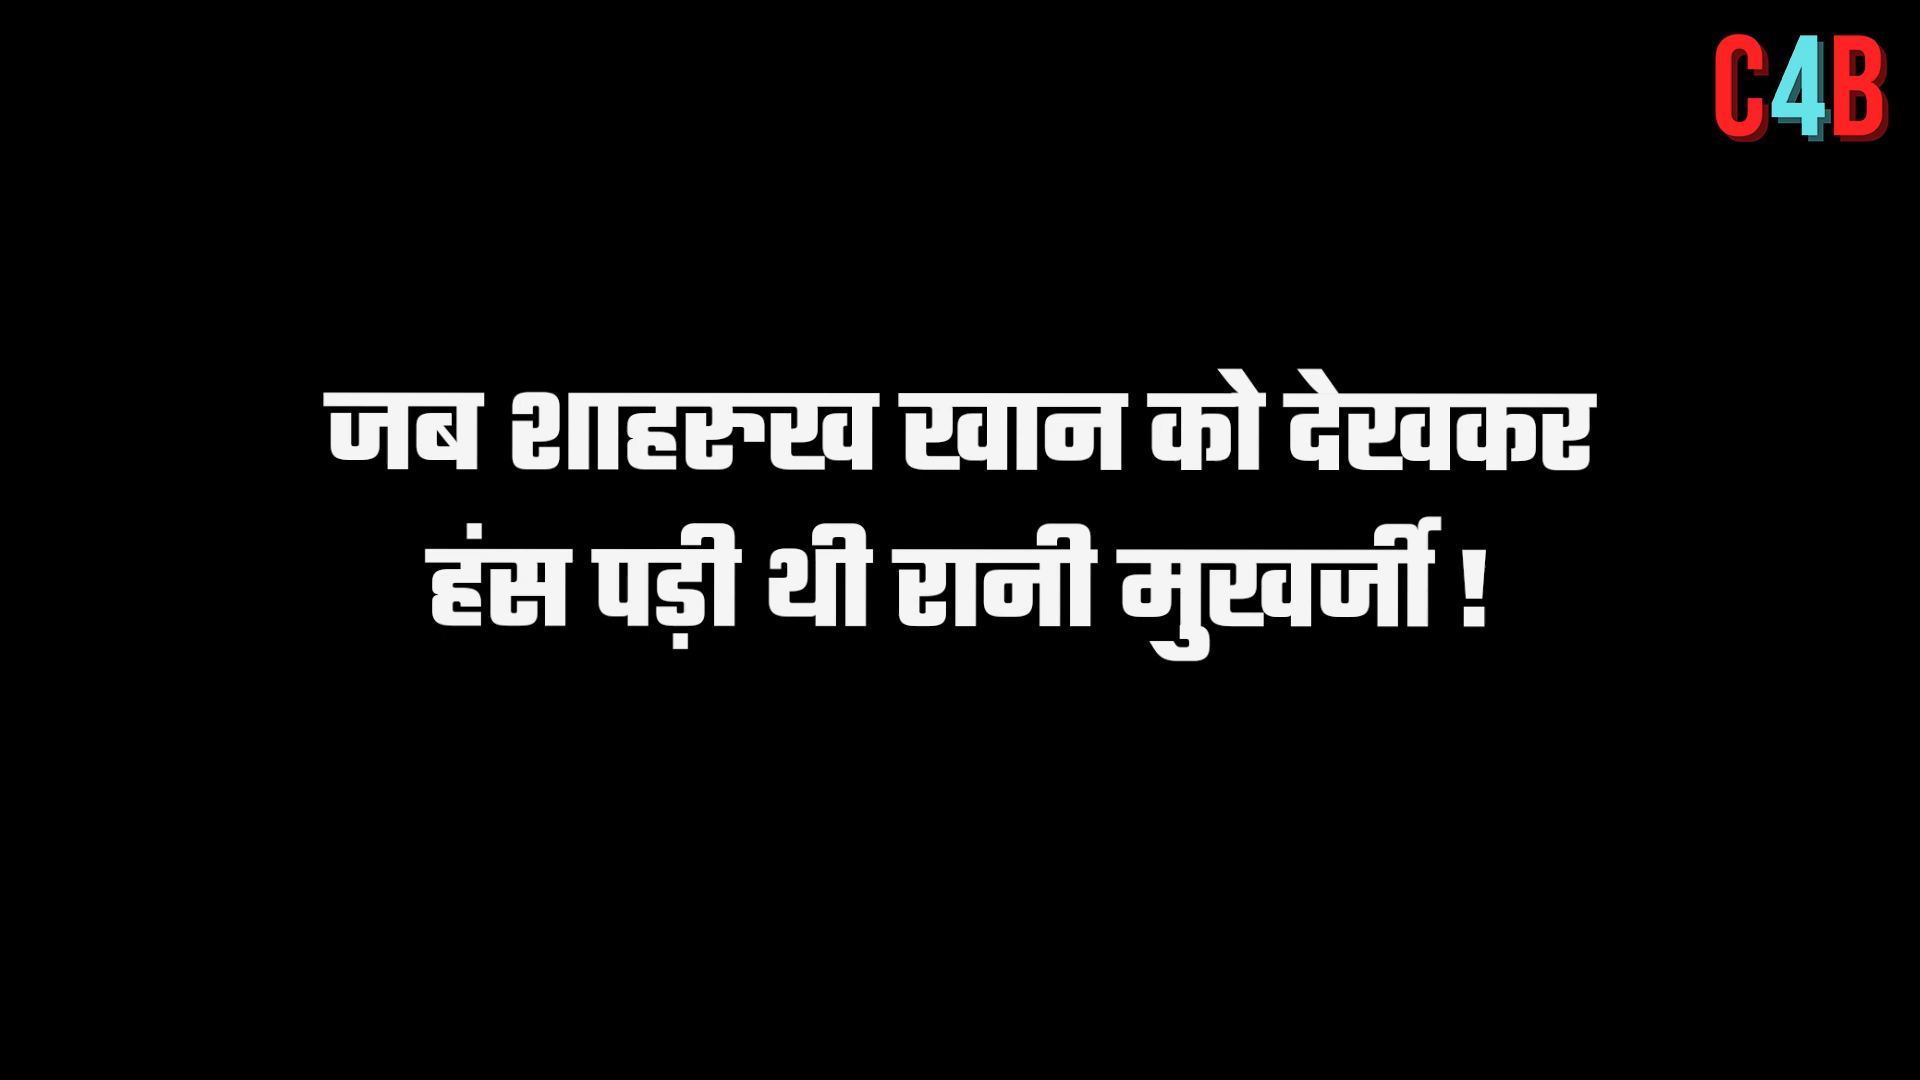 C4B
जब शाहरुख खान को देखकर
हंस पड़ी थी रानी मुखर्जी !